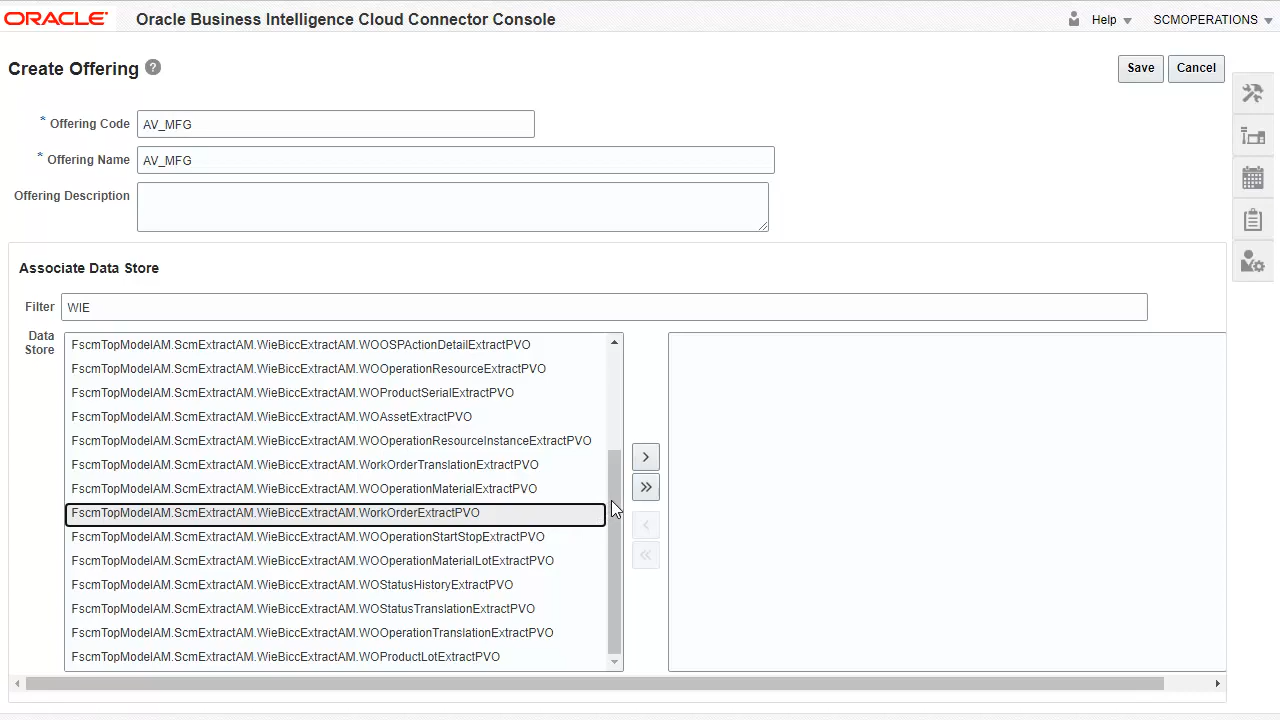 ORACLE Oracle Business Intelligence Cloud Connector Console Help SCMOPERATIONS
Create Offering ? Save Cancel
* Offering Code AV_MFG
* Offering Name AV_MFG
Offering Description
Associate Data Store
Filter WIE
Data Store
FscmTopModelAM.ScmExtractAM.WieBiccExtractAM.WOOSPActionDetailExtractPVO
FscmTopModelAM.ScmExtractAM.WieBiccExtractAM.WOOperationResourceExtractPVO
FscmTopModelAM.ScmExtractAM.WieBiccExtractAM.WOProductSerialExtractPVO
FscmTopModelAM.ScmExtractAM.WieBiccExtractAM.WOAssetExtractPVO
FscmTopModelAM.ScmExtractAM.WieBiccExtractAM.WOOperationResourceInstanceExtractPVO
FscmTopModelAM.ScmExtractAM.WieBiccExtractAM.WorkOrderTranslationExtractPVO
FscmTopModelAM.ScmExtractAM.WieBiccExtractAM.WOOperationMaterialExtractPVO
FscmTopModelAM.ScmExtractAM.WieBiccExtractAM.WorkOrderExtractPVO
FscmTopModelAM.ScmExtractAM.WieBiccExtractAM.WOOperationStartStopExtractPVO
FscmTopModelAM.ScmExtractAM.WieBiccExtractAM.WOOperationMaterialLotExtractPVO
FscmTopModelAM.ScmExtractAM.WieBiccExtractAM.WOStatusHistoryExtractPVO
FscmTopModelAM.ScmExtractAM.WieBiccExtractAM.WOStatusTranslationExtractPVO
FscmTopModelAM.ScmExtractAM.WieBiccExtractAM.WOOperationTranslationExtractPVO
FscmTopModelAM.ScmExtractAM.WieBiccExtractAM.WOProductLotExtractPVO